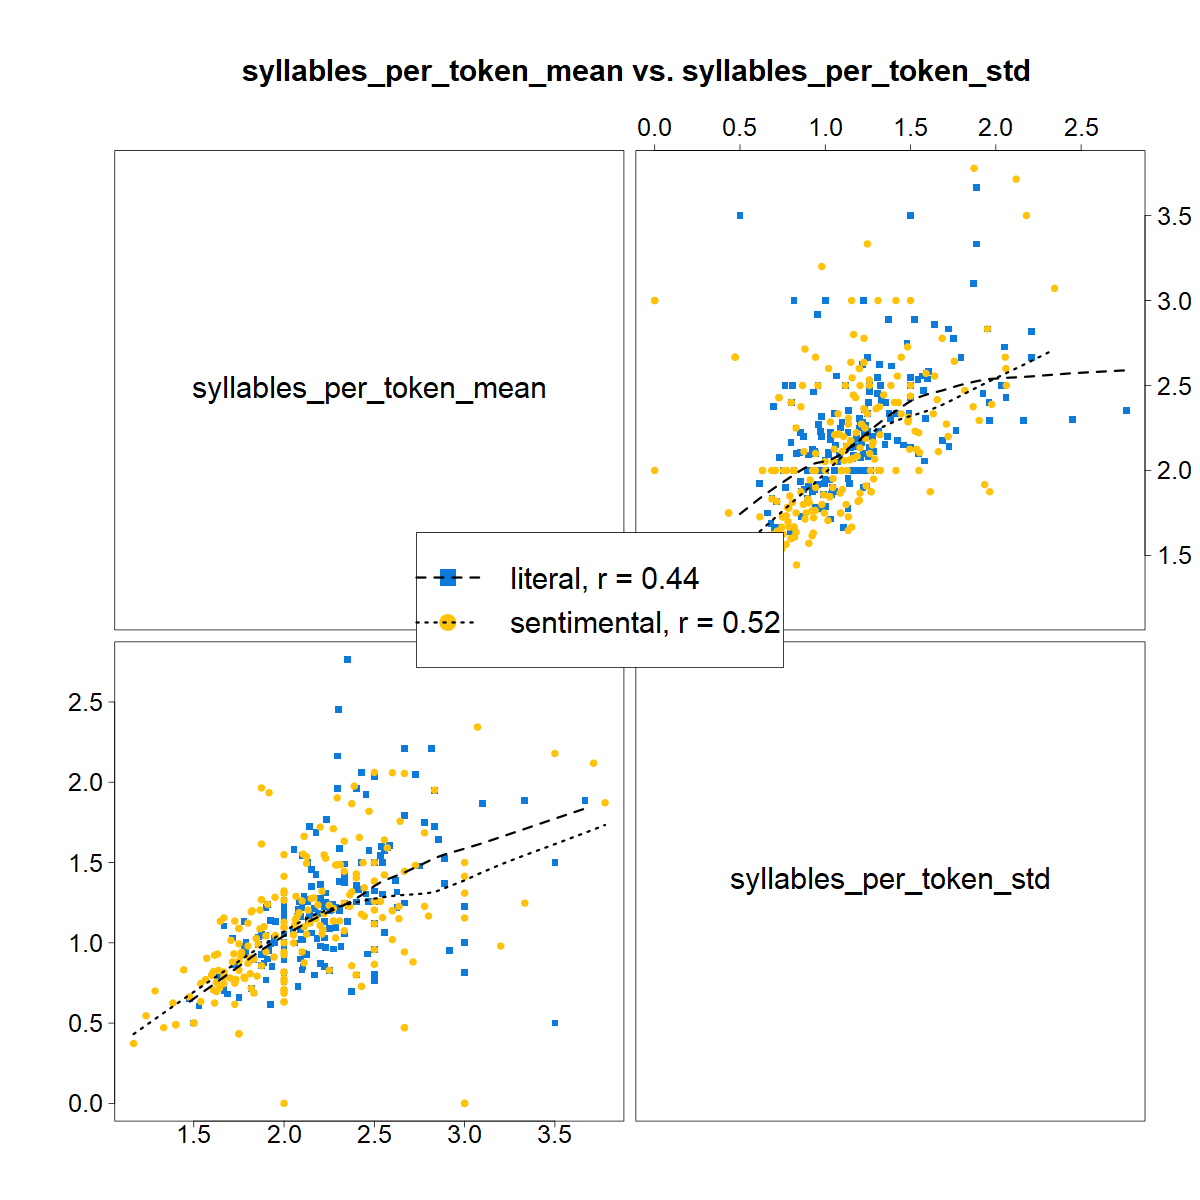 syllables_per_token_mean vs. syllables_per_token_std
0.0 0.5 1.0 1.5 2.0 2.5
3.5
3.0
2.5
2.0
1.5
syllables_per_token_mean
literal, r = 0.44
sentimental, r = 0.52
2.5
2.0
1.5
1.0
0.5
0.0
syllables_per_token_std
1.5 2.0 2.5 3.0 3.5